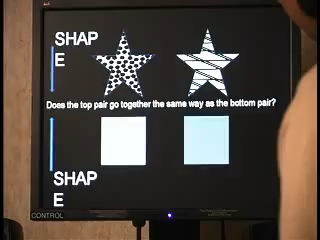 SHAP
E
Does the top pair go together the same way as the bottom pair?
SHAP
E
CONTROL